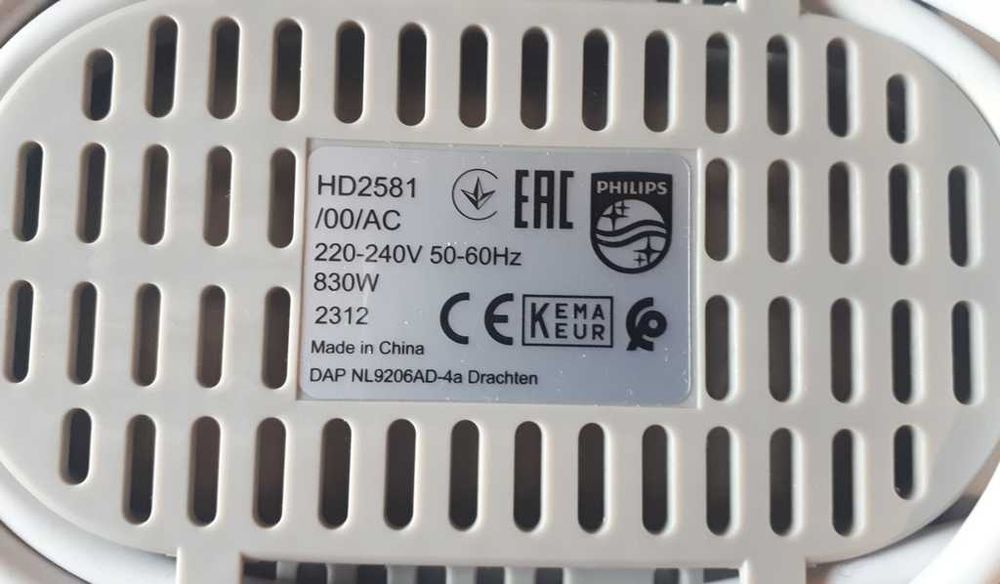 HD2581
/00/AC
EAC
PHILIPS
220-240V 50-60Hz
830W
2312
CE
KEMA
EUR
Made in China
DAP NL9206AD-4a Drachten